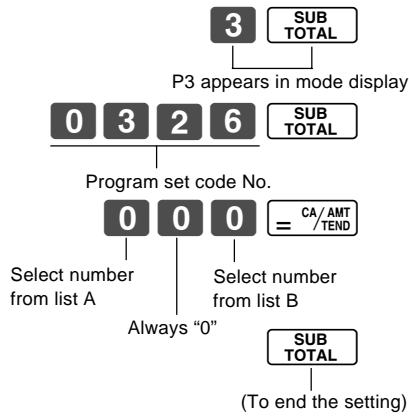 3 SUB TOTAL
P3 appears in mode display
0 3 2 6 SUB TOTAL
Program set code No.
0 0 0 = CA/AMT/TEND
Select number from list A
Select number from list B
Always “0”
SUB TOTAL
(To end the setting)